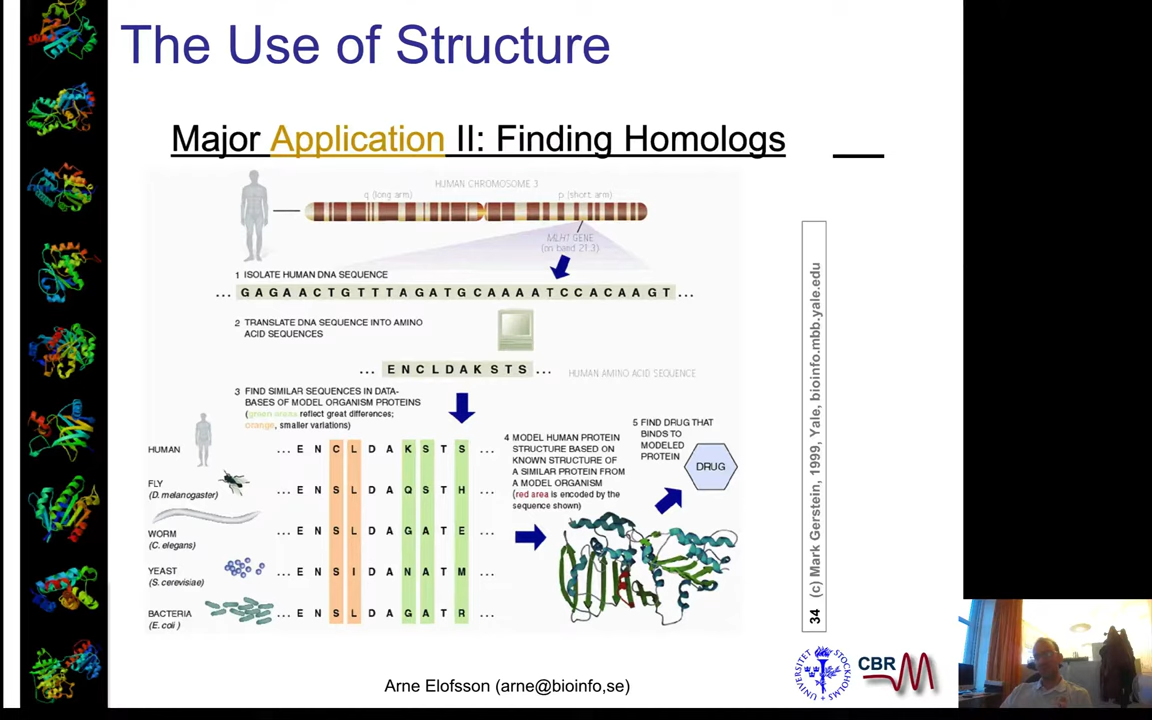 The Use of Structure
Major Application II: Finding Homologs
HUMAN CHROMOSOME 3
q (long arm)
p (short arm)
MLH1 GENE
(on band 21.3)
1 ISOLATE HUMAN DNA SEQUENCE
... G A G A A C T G T T T A G A T G C A A A A T C C A C A A G T ...
2 TRANSLATE DNA SEQUENCE INTO AMINO
ACID SEQUENCES
... E N C L D A K S T S ...
HUMAN AMINO ACID SEQUENCE
3 FIND SIMILAR SEQUENCES IN DATA-
BASES OF MODEL ORGANISM PROTEINS
(green areas reflect great differences;
orange, smaller variations)
HUMAN
... E N C L D A K S T S ...
FLY
(D. melanogaster)
... E N S L D A Q S T H ...
WORM
(C. elegans)
... E N S L D A G A T E ...
YEAST
(S. cerevisiae)
... E N S I D A N A T M ...
BACTERIA
(E. coli)
... E N S L D A G A T R ...
4 MODEL HUMAN PROTEIN
STRUCTURE BASED ON
KNOWN STRUCTURE OF
A SIMILAR PROTEIN FROM
A MODEL ORGANISM
(red area is encoded by the
sequence shown)
5 FIND DRUG THAT
BINDS TO
MODELED
PROTEIN
DRUG
34 (c) Mark Gerstein, 1999, Yale, bioinfo.mbb.yale.edu
Arne Elofsson (arne@bioinfo,se)
STOCKHOLMS
UNIVERSITET
CBR